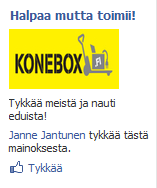 Halpaa mutta toimii!
KONEBOX
Tykkää meistä ja nauti
eduista!
Janne Jantunen tykkää tästä
mainoksesta.
Tykkää